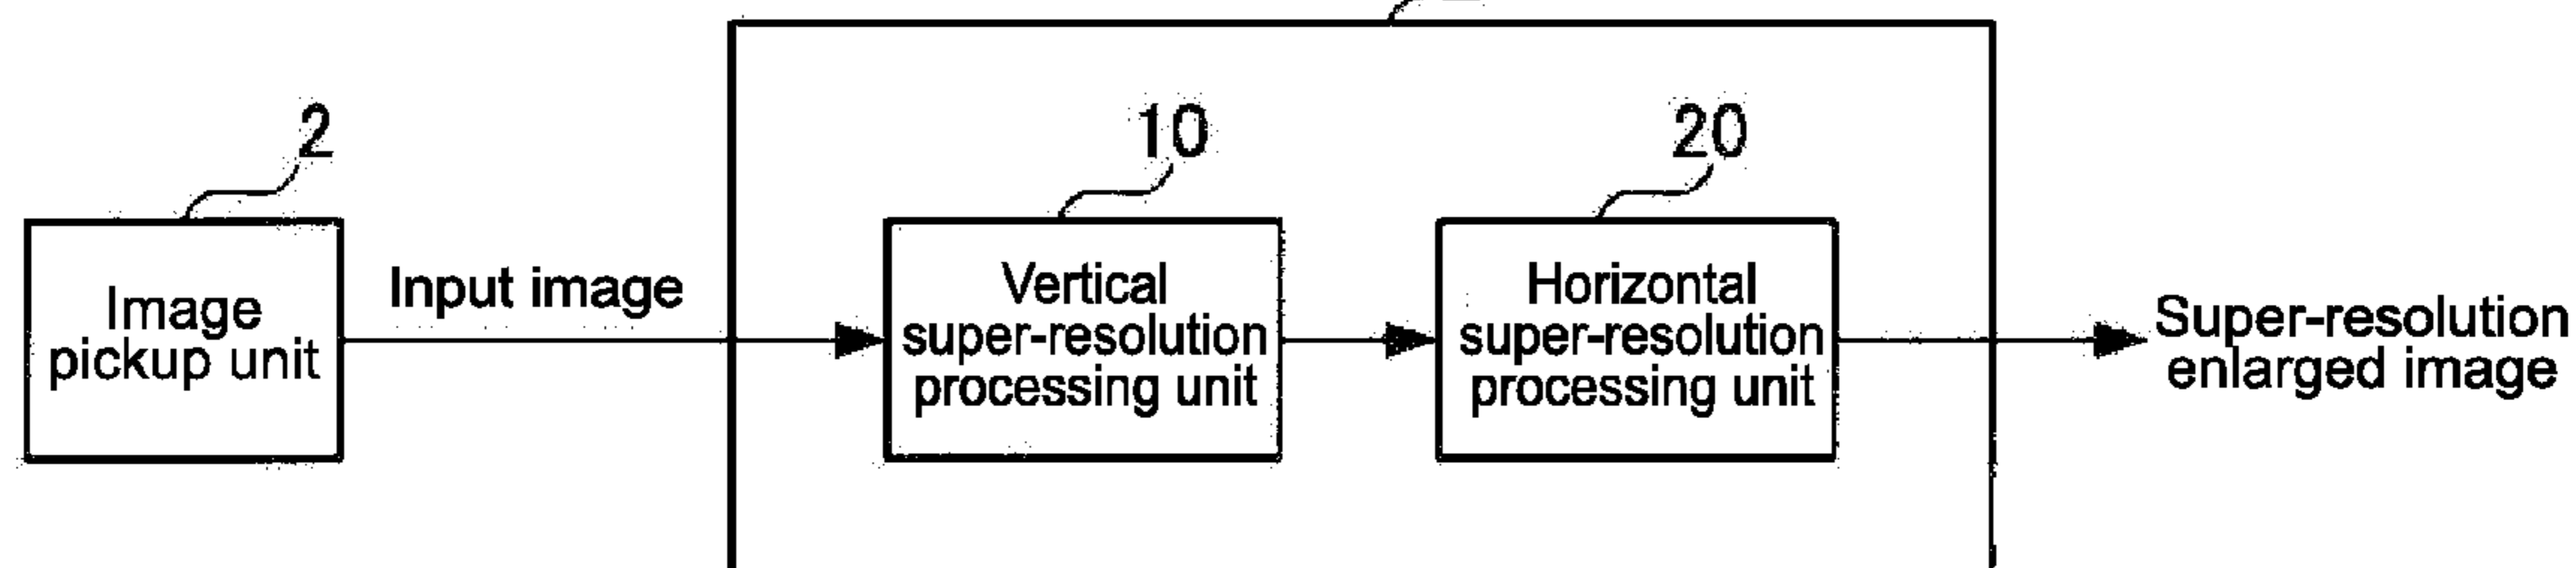 2
10
20
Image
pickup unit
Input image
Vertical
super-resolution
processing unit
Horizontal
super-resolution
processing unit
Super-resolution
enlarged image